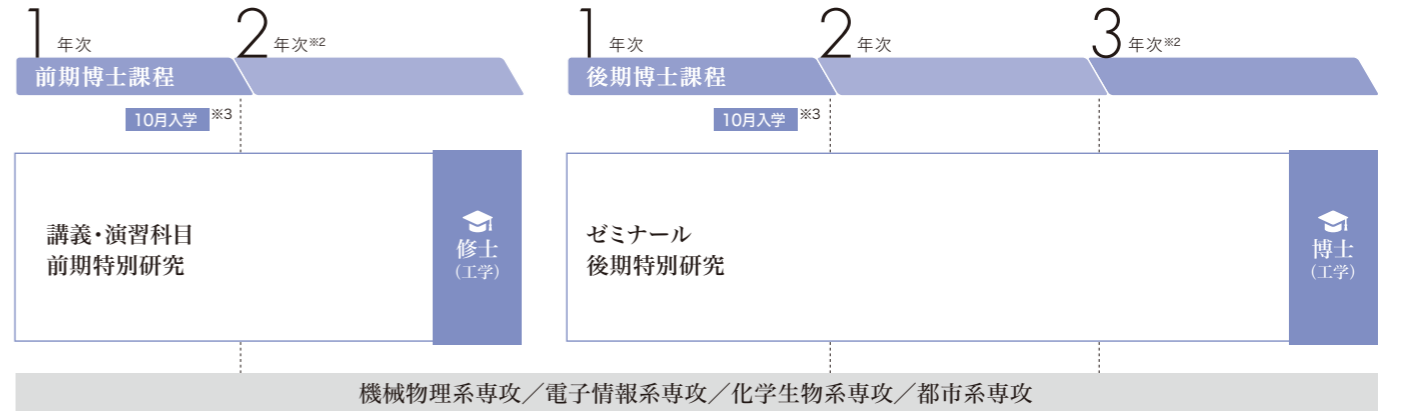 1年次
2年次※2
前期博士課程
10月入学※3
講義・演習科目
前期特別研究
修士
(工学)
1年次
2年次
3年次※2
後期博士課程
10月入学※3
ゼミナール
後期特別研究
博士
(工学)
機械物理系専攻／電子情報系専攻／化学生物系専攻／都市系専攻